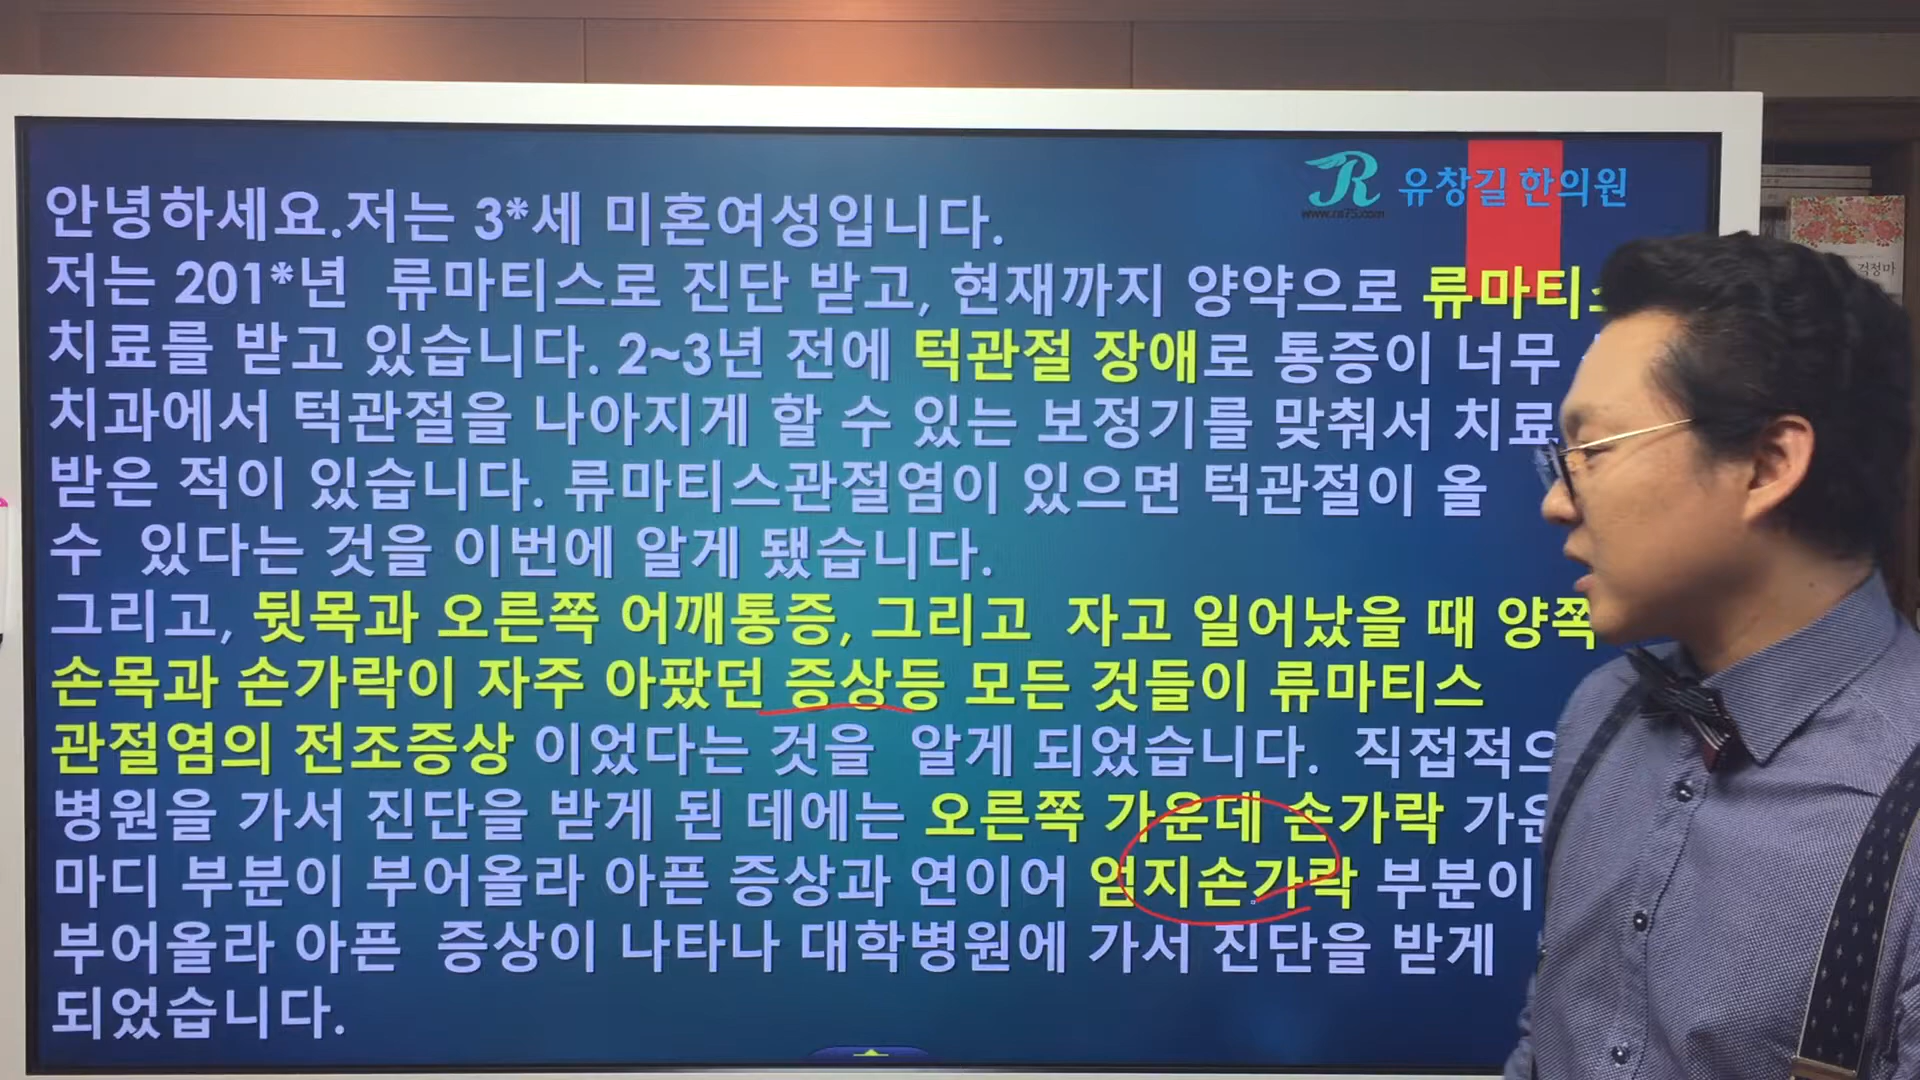 유창길 한의원
www.ra75.com
안녕하세요.저는 3*세 미혼여성입니다.
저는 201*년 류마티스로 진단 받고, 현재까지 양약으로 류마티스
치료를 받고 있습니다. 2~3년 전에 턱관절 장애로 통증이 너무
치과에서 턱관절을 나아지게 할 수 있는 보정기를 맞춰서 치료
받은 적이 있습니다. 류마티스관절염이 있으면 턱관절이 올
수 있다는 것을 이번에 알게 됐습니다.
그리고, 뒷목과 오른쪽 어깨통증, 그리고 자고 일어났을 때 양쪽
손목과 손가락이 자주 아팠던 증상등 모든 것들이 류마티스
관절염의 전조증상 이었다는 것을 알게 되었습니다. 직접적으
병원을 가서 진단을 받게 된 데에는 오른쪽 가운데 손가락 가운
마디 부분이 부어올라 아픈 증상과 연이어 엄지손가락 부분이
부어올라 아픈 증상이 나타나 대학병원에 가서 진단을 받게
되었습니다.
걱정마